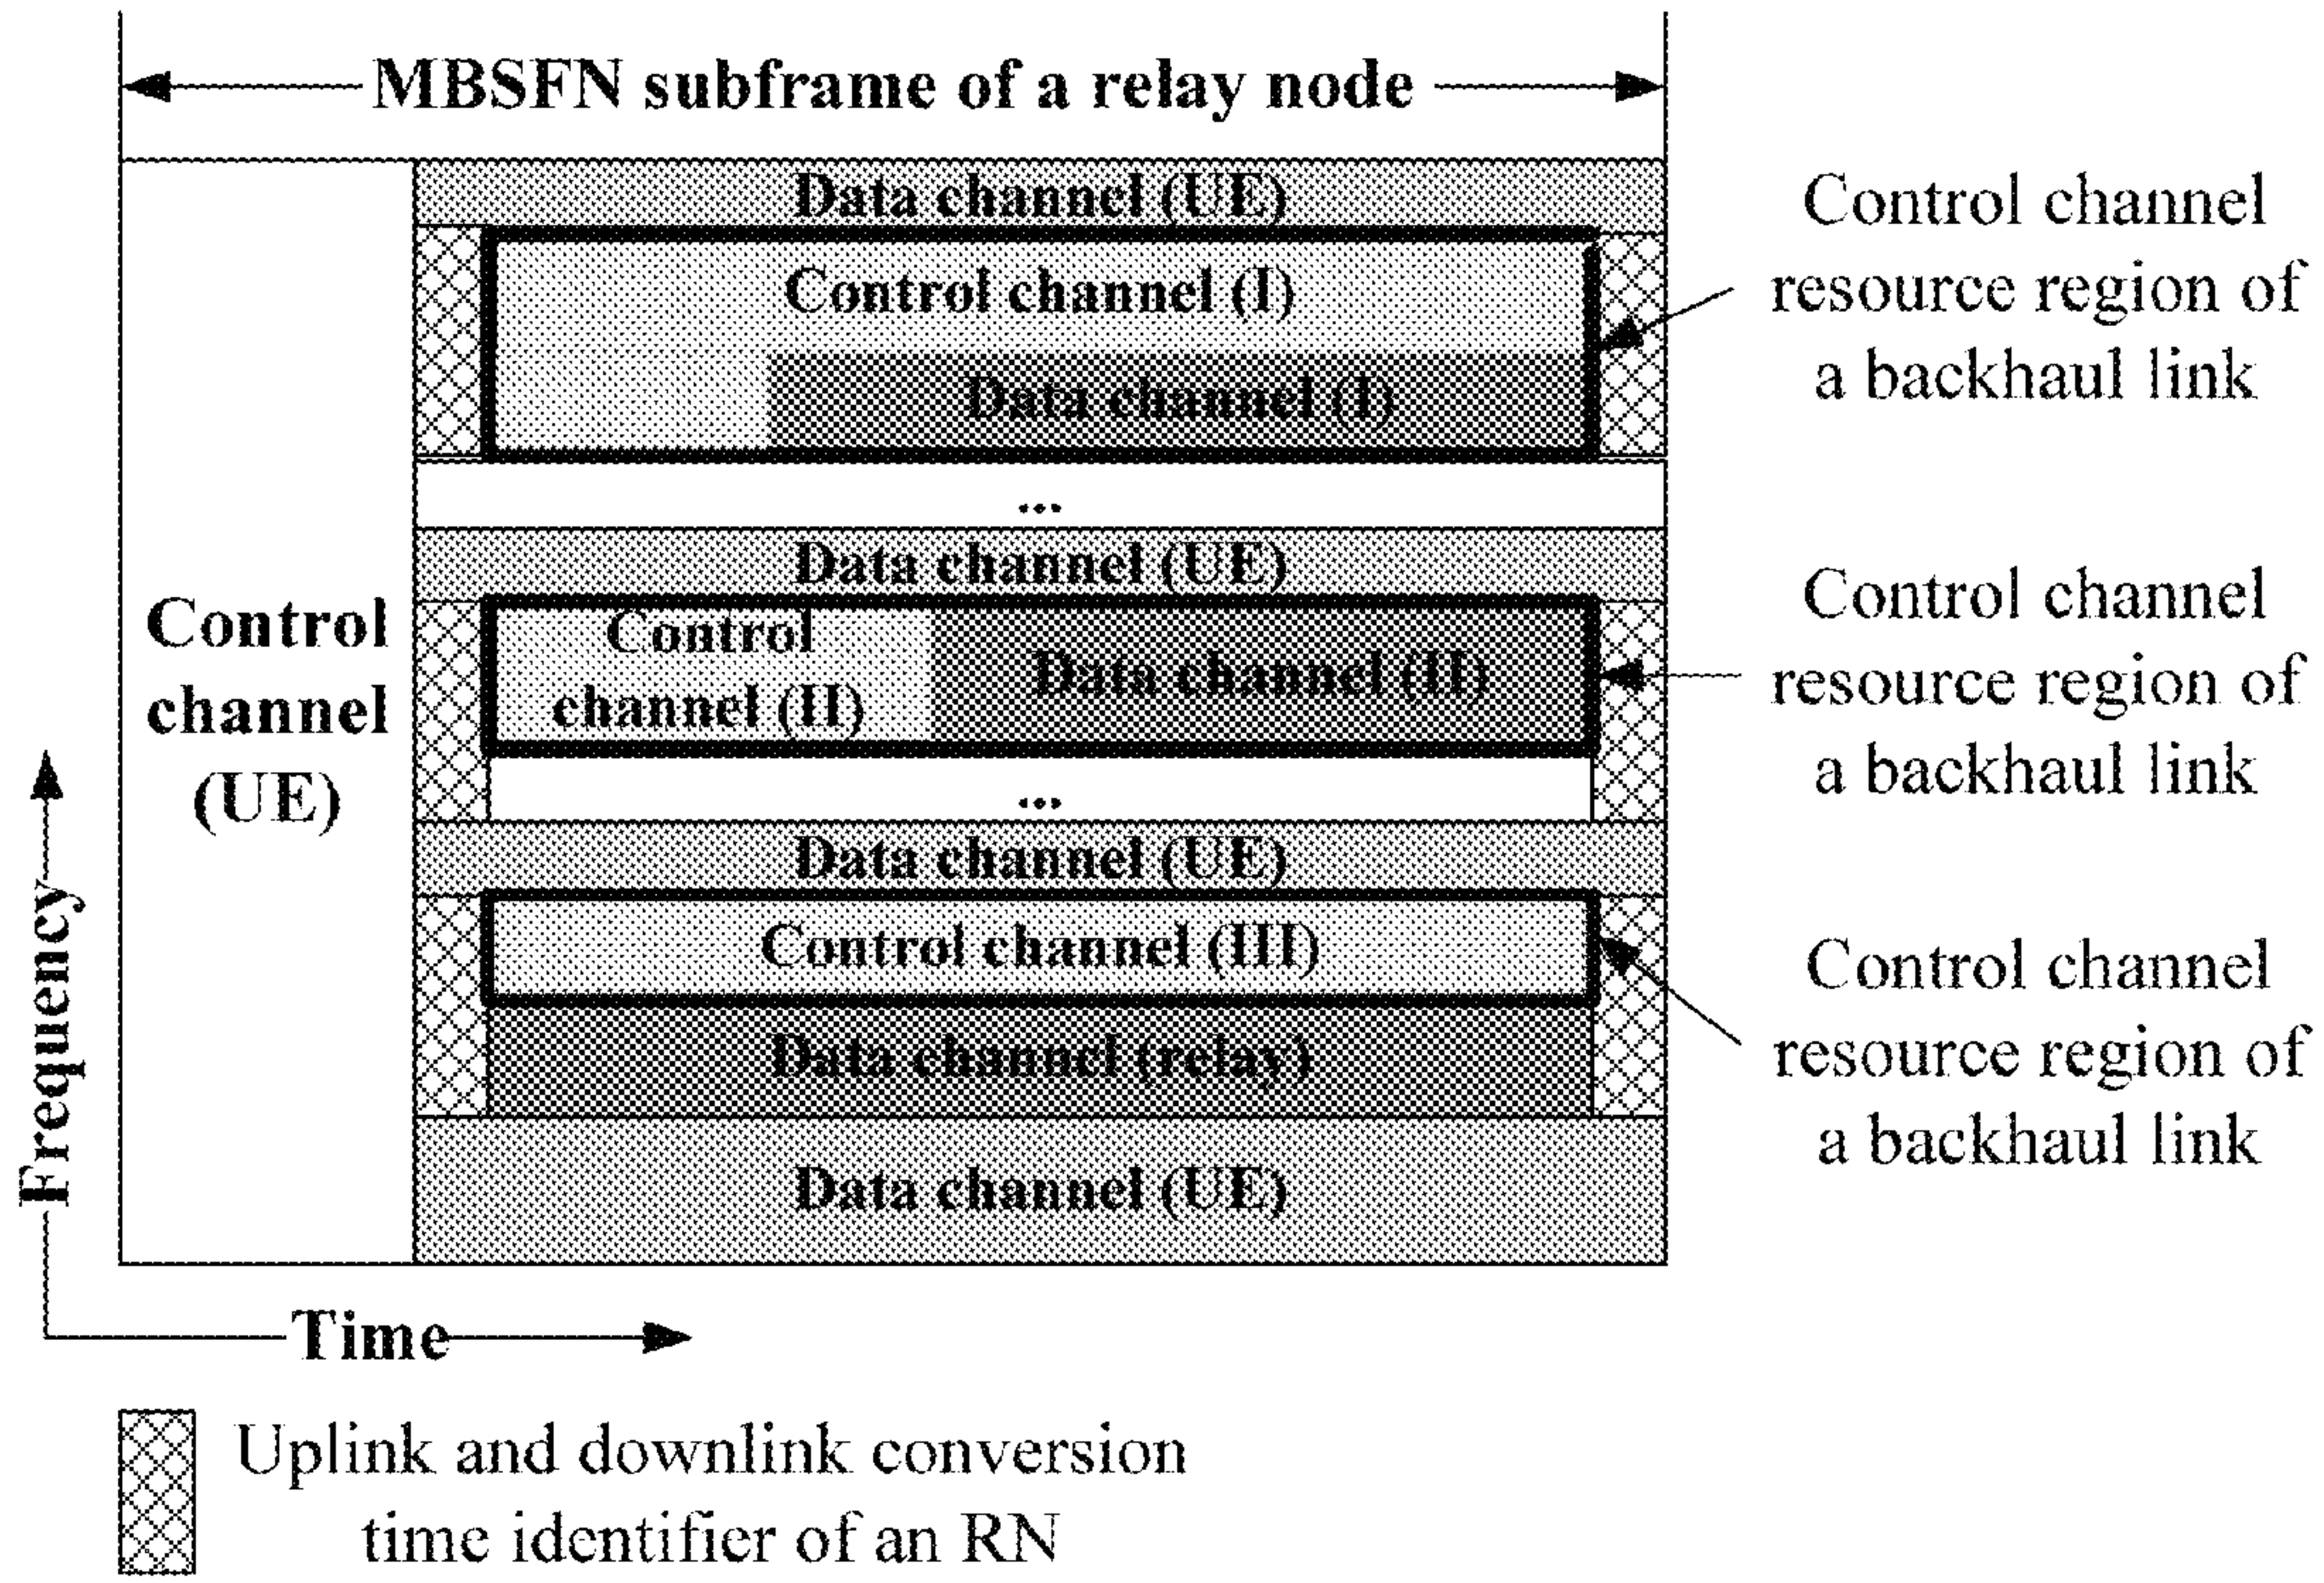 MBSFN subframe of a relay node
Data channel (UE)
Control channel (I)
Data channel (I)
...
Data channel (UE)
Control
channel (II)
Data channel (II)
...
Data channel (UE)
Control channel (III)
Data channel (relay)
Data channel (UE)
Control
channel
(UE)
Control channel
resource region of
a backhaul link
Control channel
resource region of
a backhaul link
Control channel
resource region of
a backhaul link
Frequency
Time
Uplink and downlink conversion
time identifier of an RN